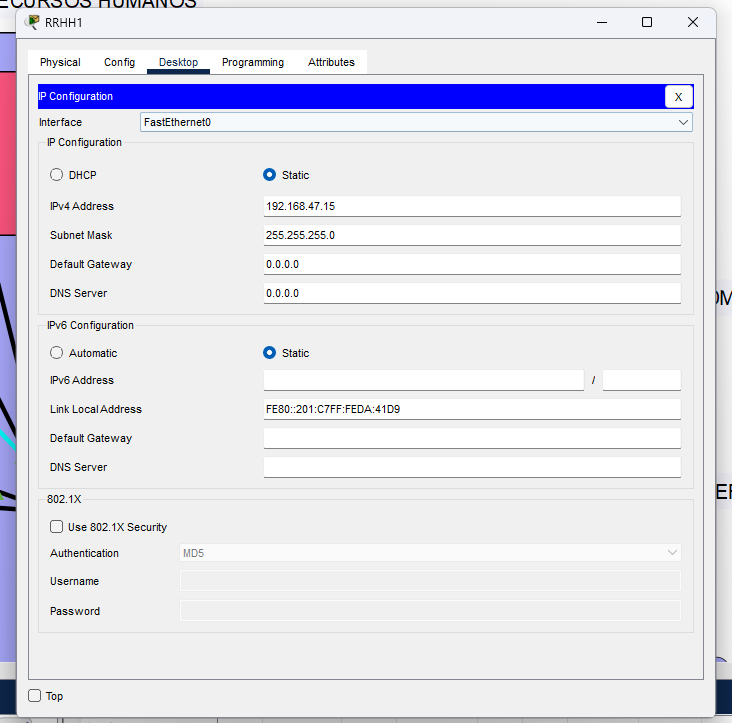 ECURSOS HUMANOS
RRHH1
Physical Config Desktop Programming Attributes
IP Configuration X
Interface FastEthernet0
IP Configuration
DHCP Static
IPv4 Address 192.168.47.15
Subnet Mask 255.255.255.0
Default Gateway 0.0.0.0
DNS Server 0.0.0.0
IPv6 Configuration
Automatic Static
IPv6 Address /
Link Local Address FE80::201:C7FF:FEDA:41D9
Default Gateway
DNS Server
802.1X
Use 802.1X Security
Authentication MD5
Username
Password
Top